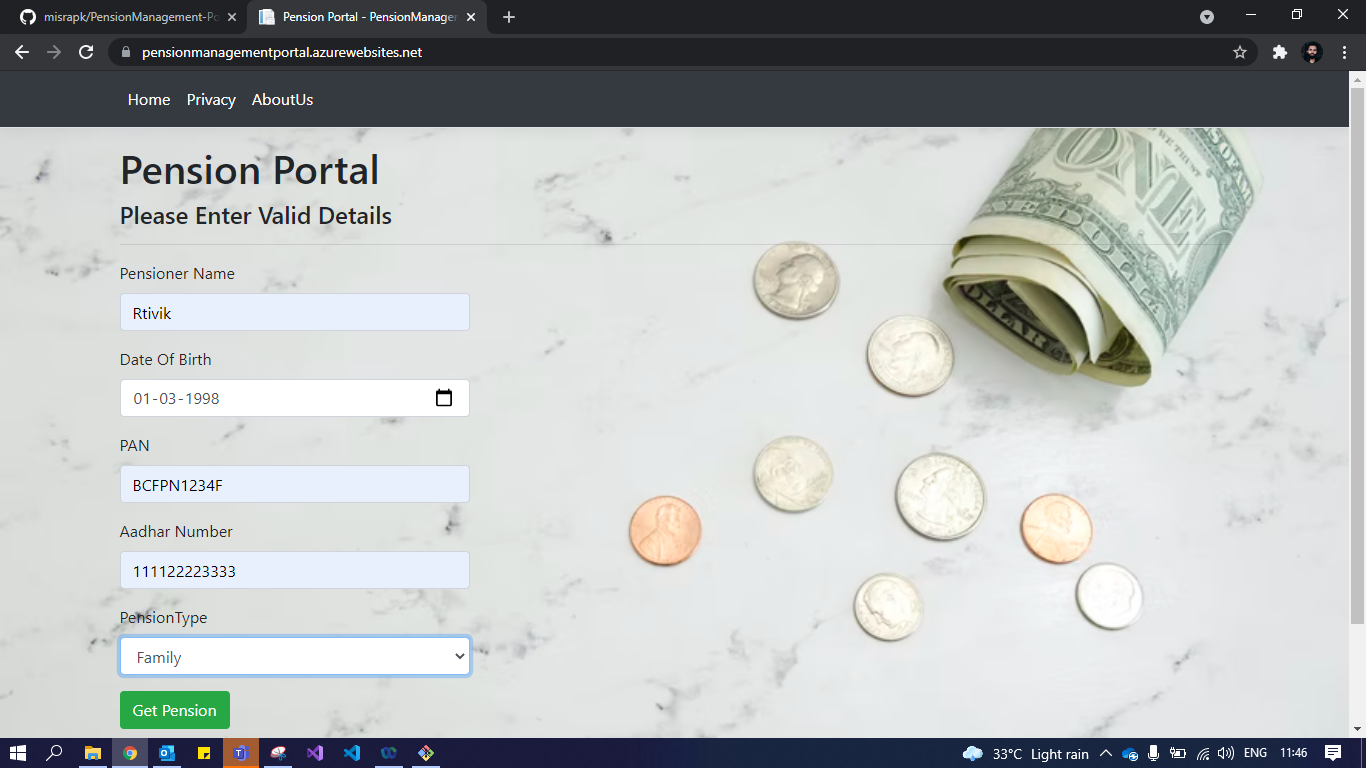 misrapk/PensionManagement-Po
Pension Portal - PensionManager
pensionmanagementportal.azurewebsites.net
Home Privacy AboutUs
Pension Portal
Please Enter Valid Details
Pensioner Name
Rtivik
Date Of Birth
01-03-1998
PAN
BCFPN1234F
Aadhar Number
111122223333
PensionType
Family
Get Pension
ONE
33°C Light rain
ENG
11:46